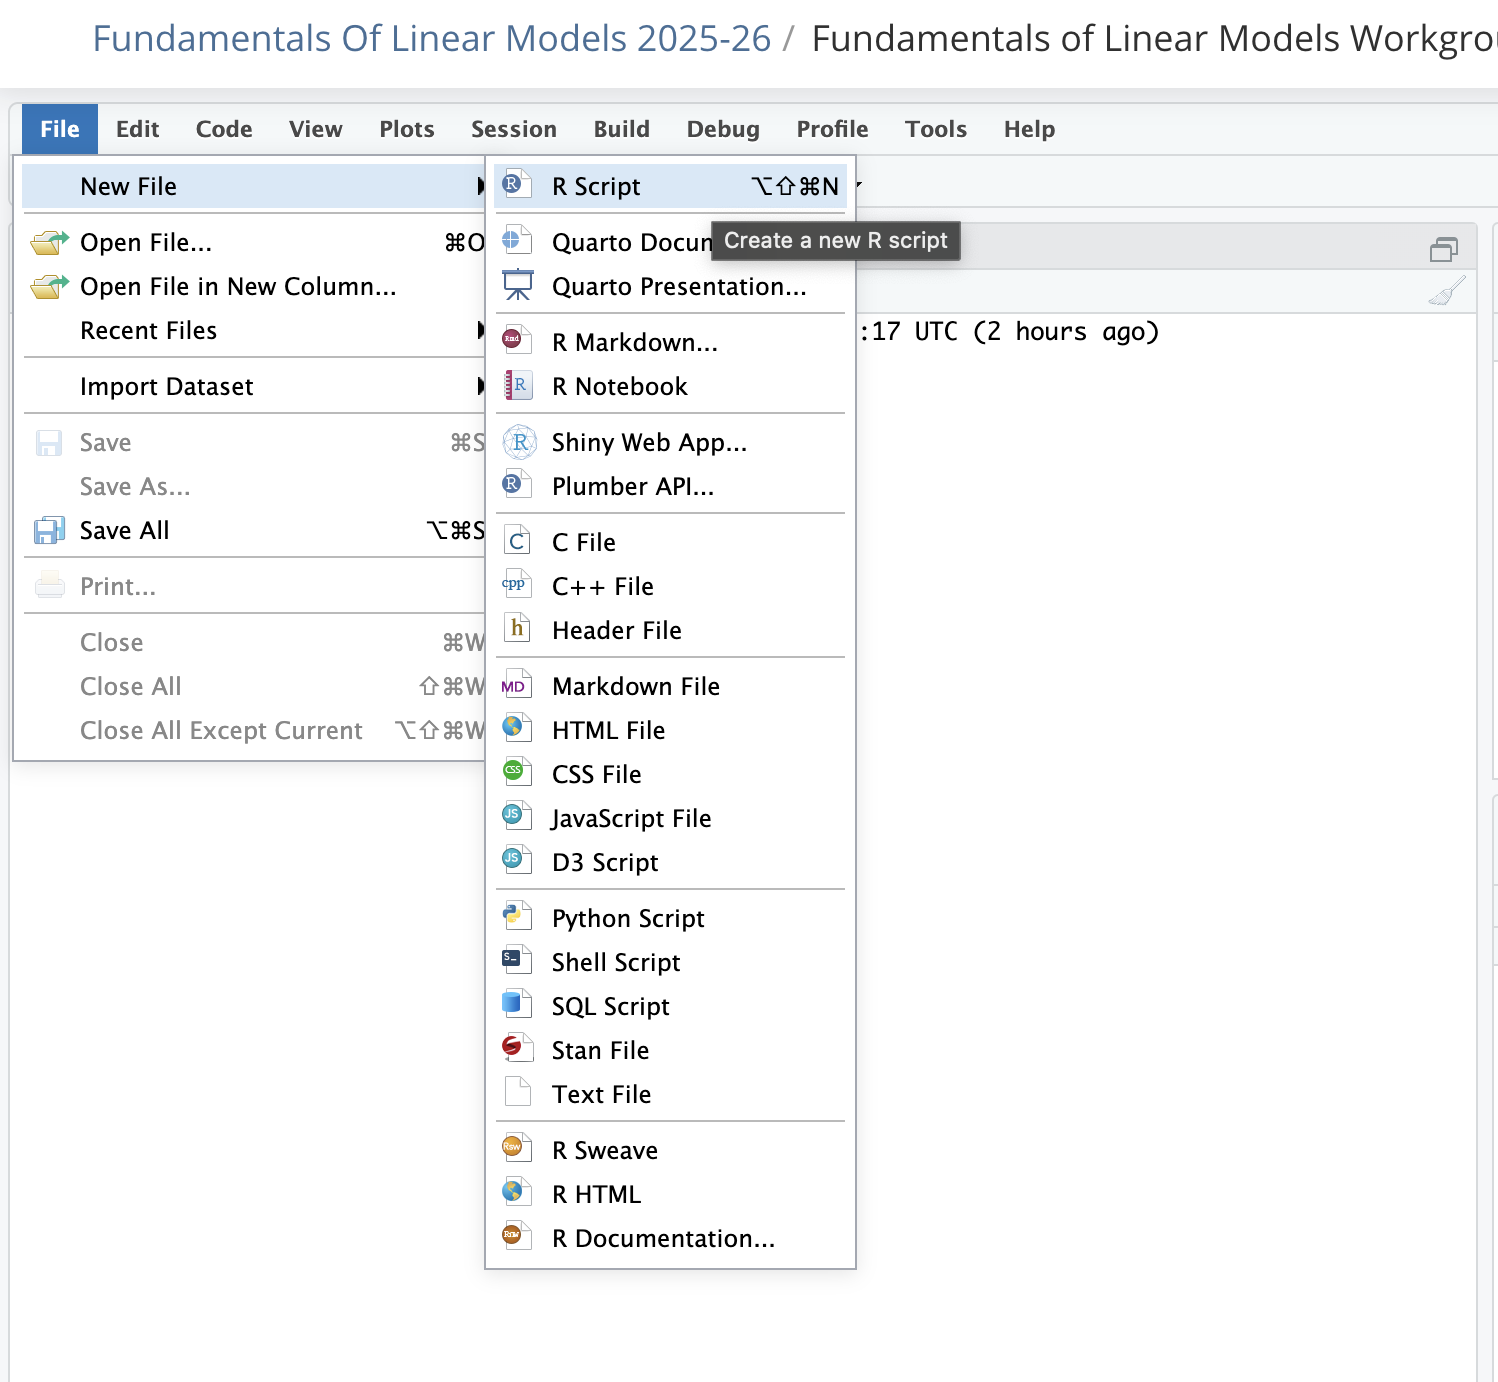 Fundamentals Of Linear Models 2025-26 / Fundamentals of Linear Models
File Edit Code View Plots Session Build Debug Profile Tools Help
New File
Open File... ⌘O
Open File in New Column...
Recent Files
Import Dataset
Save ⌘S
Save As...
Save All ⌥⌘S
Print...
Close ⌘W
Close All ⇧⌘W
Close All Except Current ⌥⇧⌘W
R Script ⌥⇧⌘N
Create a new R script
Quarto
Quarto Presentation...
R Markdown...
R Notebook
Shiny Web App...
Plumber API...
C File
C++ File
Header File
Markdown File
HTML File
CSS File
JavaScript File
D3 Script
Python Script
Shell Script
SQL Script
Stan File
Text File
R Sweave
R HTML
R Documentation...
:17 UTC (2 hours ago)